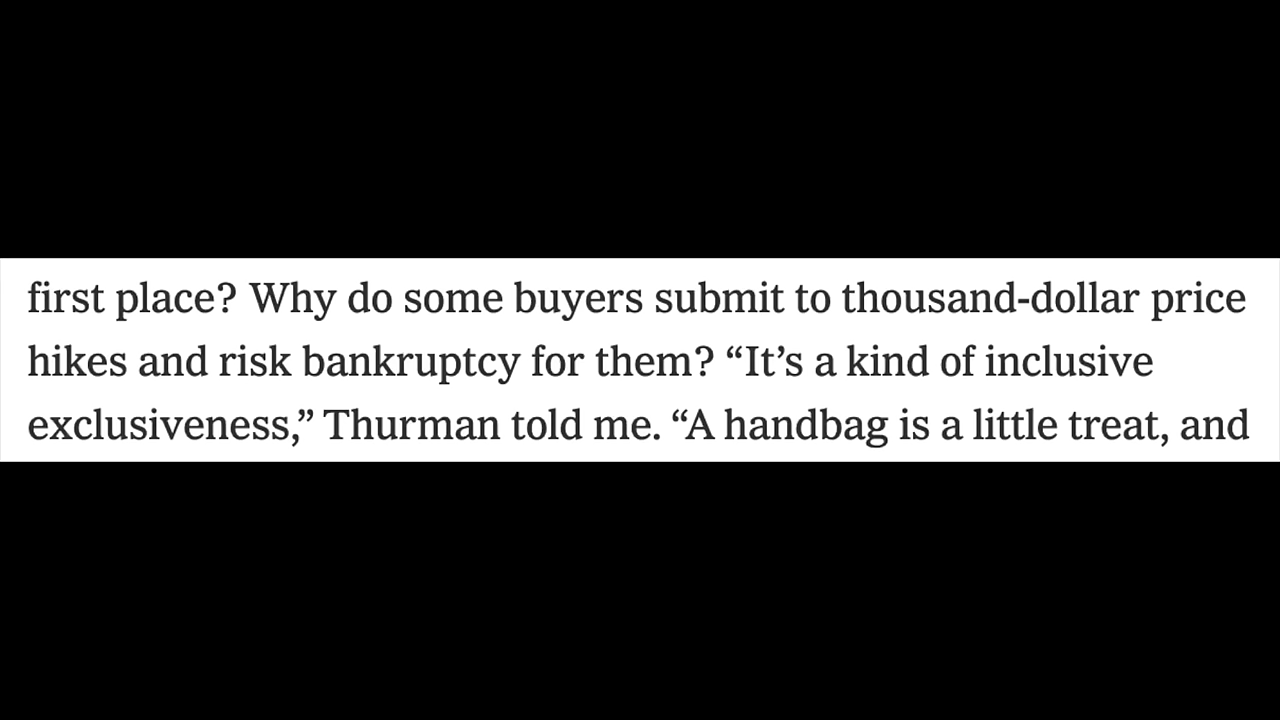 first place? Why do some buyers submit to thousand-dollar price
hikes and risk bankruptcy for them? “It’s a kind of inclusive
exclusiveness,” Thurman told me. “A handbag is a little treat, and